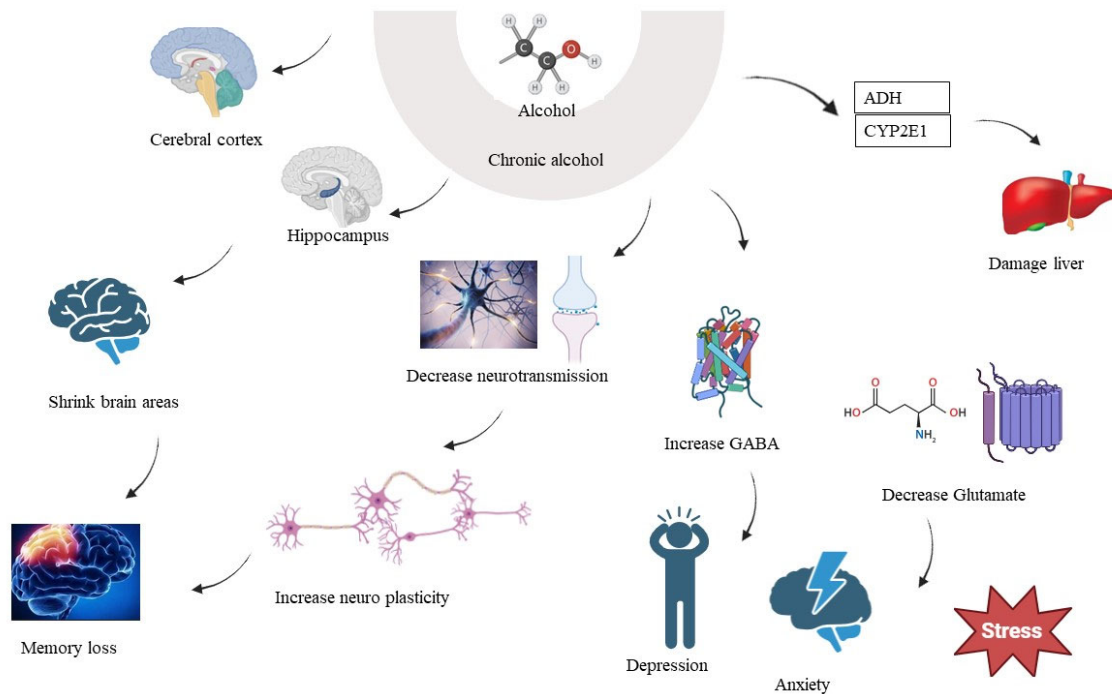 H
H
C
C
O
H
H
H
Alcohol
Chronic alcohol
Cerebral cortex
ADH
CYP2E1
Hippocampus
Damage liver
Shrink brain areas
Decrease neurotransmission
Increase GABA
O
O
HO
OH
NH₂
Decrease Glutamate
Memory loss
Increase neuro plasticity
Depression
Anxiety
Stress